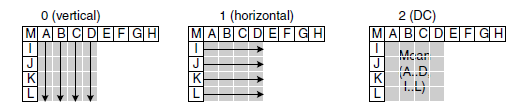 0 (vertical) 1 (horizontal) 2 (DC)
M A B C D E F G H M A B C D E F G H M A B C D E F G H
I I I
J J J Mean
K K K (A..D
L L L I..L)